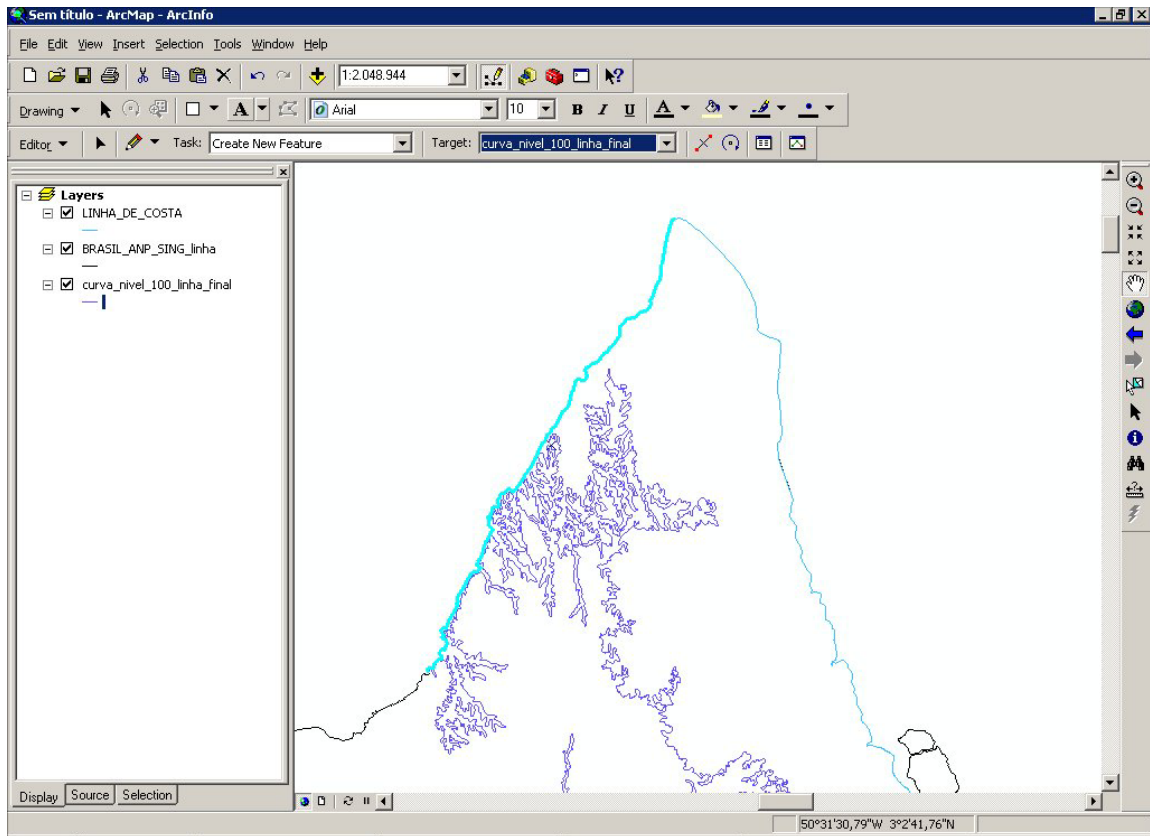 Sem título - ArcMap - ArcInfo
File Edit View Insert Selection Tools Window Help
1:2.048.944
Drawing A Arial 10 B I U A
Editor Task: Create New Feature Target: curva_nivel_100_linha_final
Layers
LINHA_DE_COSTA
BRASIL_ANP_SING_linha
curva_nivel_100_linha_final
Display Source Selection
50°31'30,79"W 3°2'41,76"N